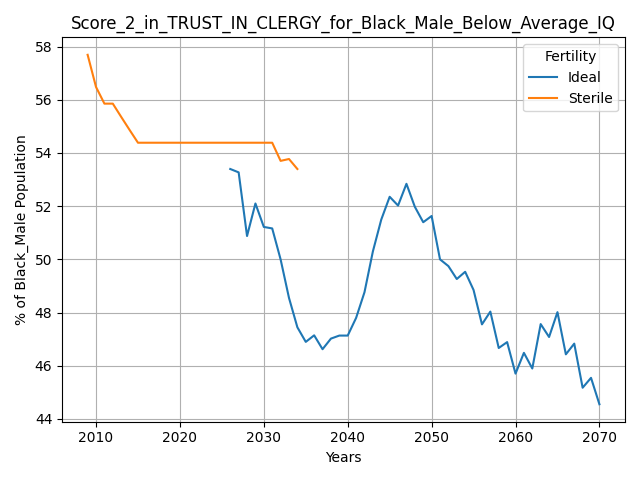 Score_2_in_TRUST_IN_CLERGY_for_Black_Male_Below_Average_IQ
Fertility
Ideal
Sterile
% of Black_Male Population
58
56
54
52
50
48
46
44
2010
2020
2030
2040
2050
2060
2070
Years